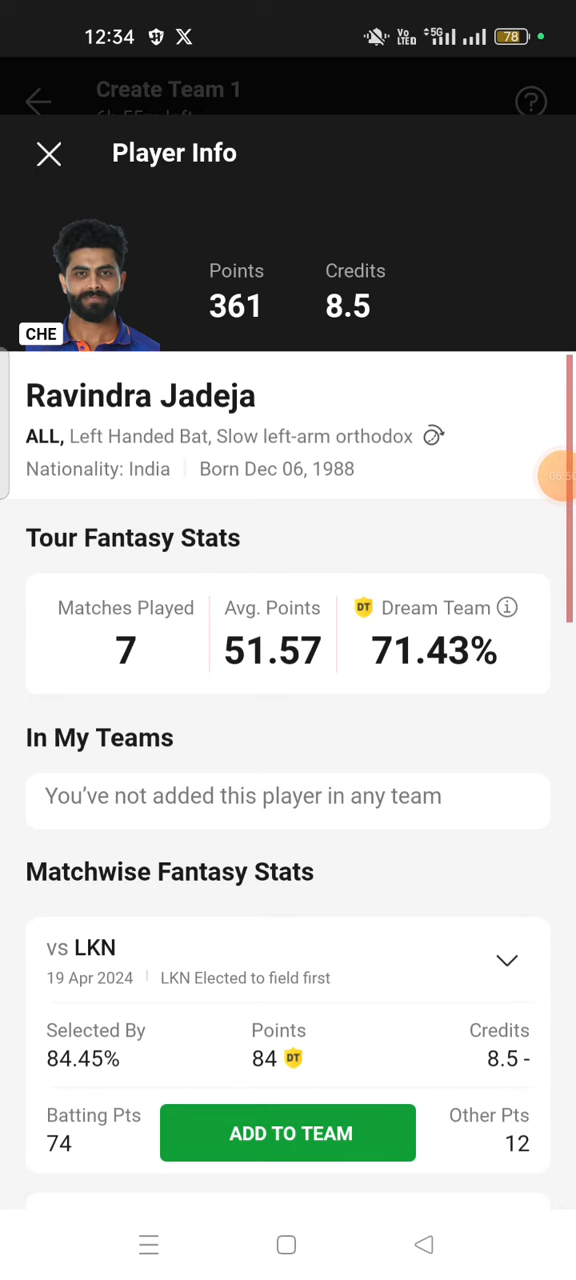 12:34 X Vo LTED 5G 78
Create Team 1
Player Info
Points Credits
361 8.5
CHE
Ravindra Jadeja
ALL, Left Handed Bat, Slow left-arm orthodox
Nationality: India Born Dec 06, 1988
Tour Fantasy Stats
Matches Played Avg. Points DT Dream Team
7 51.57 71.43%
In My Teams
You've not added this player in any team
Matchwise Fantasy Stats
vs LKN
19 Apr 2024 LKN Elected to field first
Selected By Points Credits
84.45% 84 DT 8.5 -
Batting Pts ADD TO TEAM Other Pts
74 12